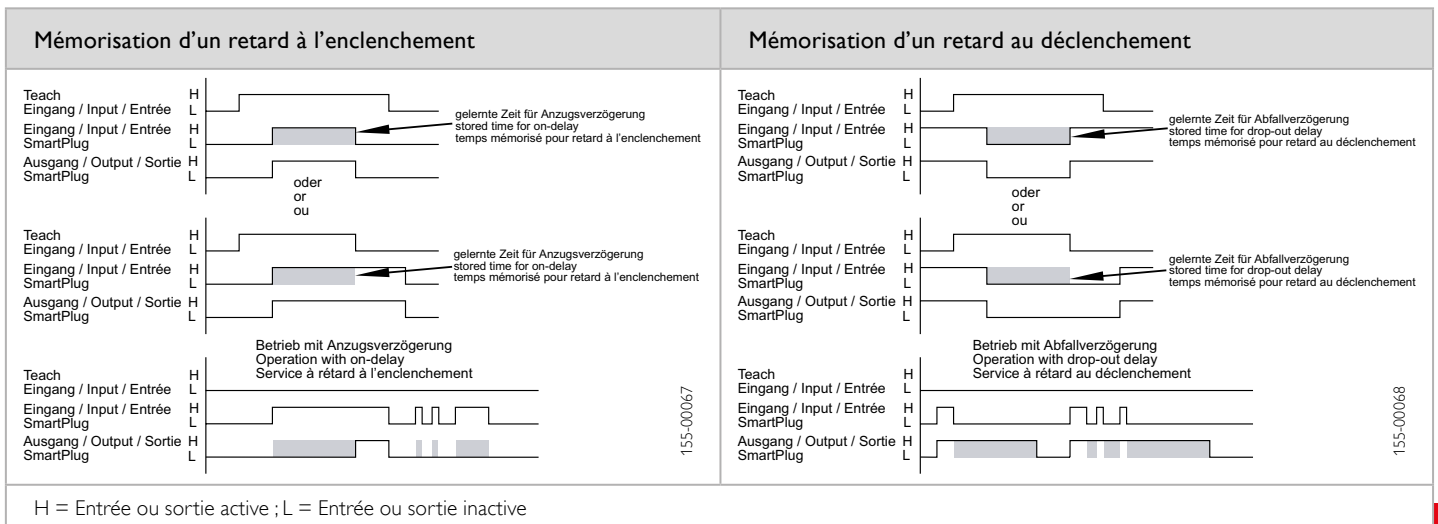 Mémorisation d'un retard à l'enclenchement
Teach H
Eingang / Input / Entrée L
Eingang / Input / Entrée H
SmartPlug L
Ausgang / Output / Sortie H
SmartPlug L
gelernte Zeit für Anzugsverzögerung
stored time for on-delay
temps mémorisé pour retard à l'enclenchement
oder
or
ou
Teach H
Eingang / Input / Entrée L
Eingang / Input / Entrée H
SmartPlug L
Ausgang / Output / Sortie H
SmartPlug L
gelernte Zeit für Anzugsverzögerung
stored time for on-delay
temps mémorisé pour retard à l'enclenchement
Betrieb mit Anzugsverzögerung
Operation with on-delay
Service à rétard à l'enclenchement
Teach H
Eingang / Input / Entrée L
Eingang / Input / Entrée H
SmartPlug L
Ausgang / Output / Sortie H
SmartPlug L
155-00067
Mémorisation d'un retard au déclenchement
Teach H
Eingang / Input / Entrée L
Eingang / Input / Entrée H
SmartPlug L
Ausgang / Output / Sortie H
SmartPlug L
gelernte Zeit für Abfallverzögerung
stored time for drop-out delay
temps mémorisé pour retard au déclenchement
oder
or
ou
Teach H
Eingang / Input / Entrée L
Eingang / Input / Entrée H
SmartPlug L
Ausgang / Output / Sortie H
SmartPlug L
gelernte Zeit für Abfallverzögerung
stored time for drop-out delay
temps mémorisé pour retard au déclenchement
Betrieb mit Abfallverzögerung
Operation with drop-out delay
Service à rétard au déclenchement
Teach H
Eingang / Input / Entrée L
Eingang / Input / Entrée H
SmartPlug L
Ausgang / Output / Sortie H
SmartPlug L
155-00068
H = Entrée ou sortie active ; L = Entrée ou sortie inactive